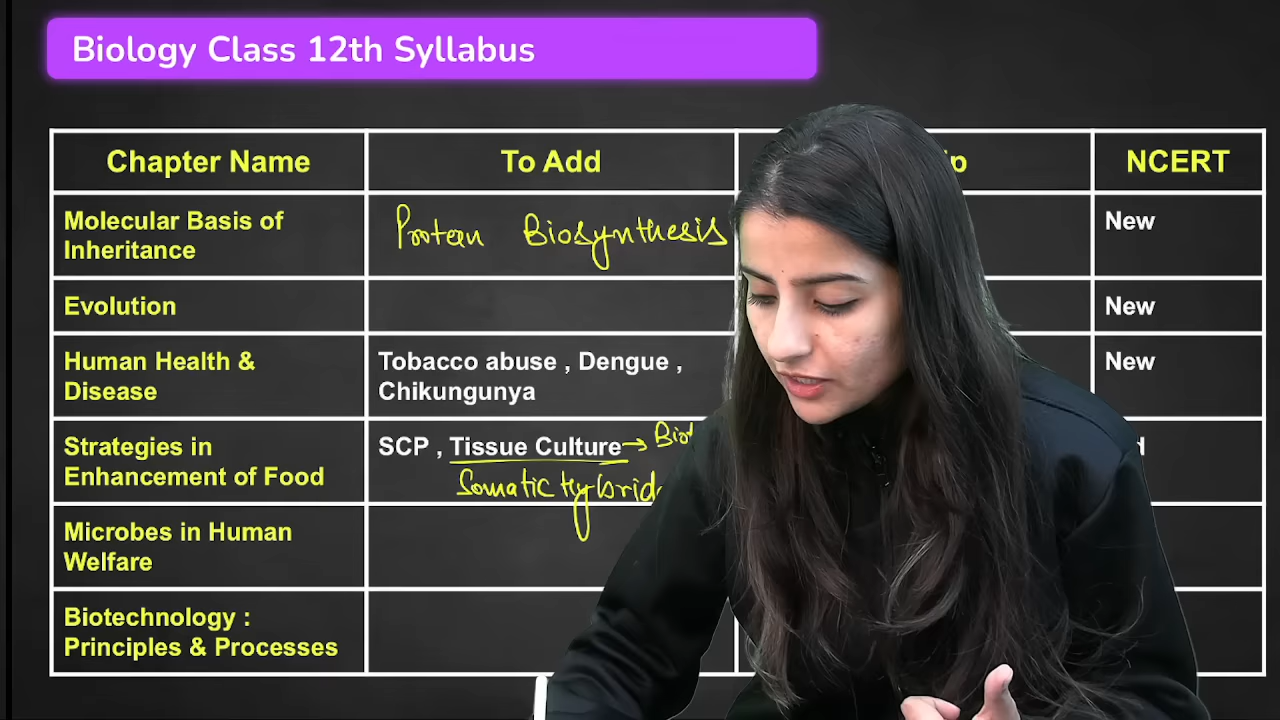 Biology Class 12th Syllabus
Chapter Name To Add NCERT
Molecular Basis of Inheritance Protein Biosynthesis New
Evolution New
Human Health & Disease Tobacco abuse , Dengue , Chikungunya New
Strategies in Enhancement of Food SCP , Tissue Culture →
Somatic Hybrid
Microbes in Human Welfare
Biotechnology : Principles & Processes